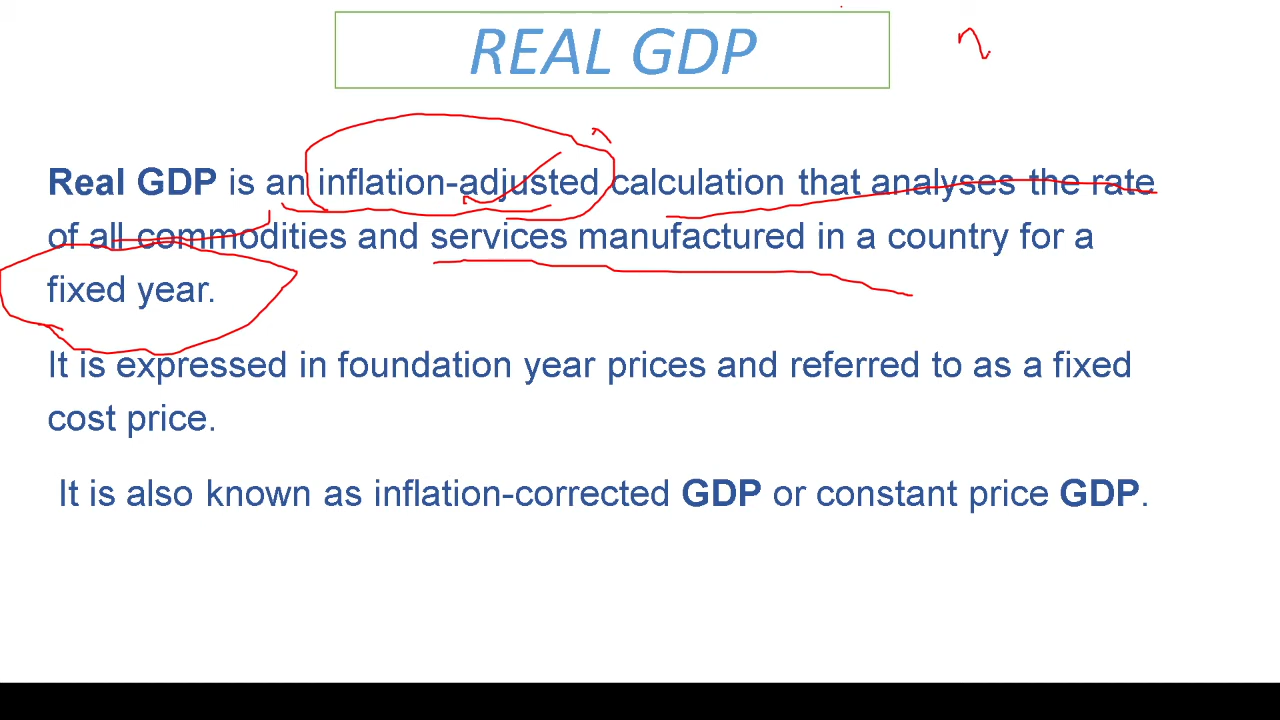 REAL GDP
Real GDP is an inflation-adjusted calculation that analyses the rate
of all commodities and services manufactured in a country for a
fixed year.
It is expressed in foundation year prices and referred to as a fixed
cost price.
It is also known as inflation-corrected GDP or constant price GDP.